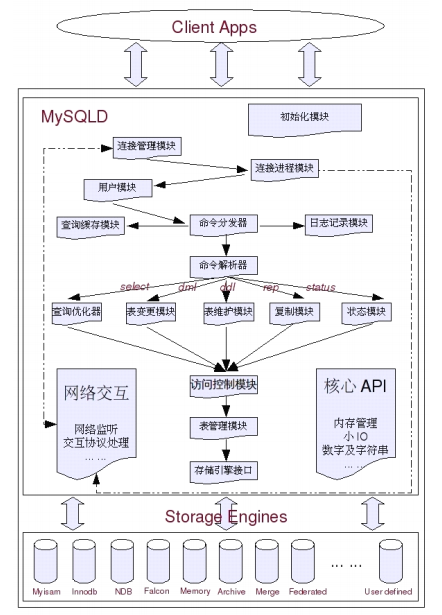 Client Apps
MySQLD
初始化模块
连接管理模块
连接进程模块
用户模块
查询缓存模块
命令分发器
日志记录模块
命令解析器
select
dml
ddl
rep
status
查询优化器
表变更模块
表维护模块
复制模块
状态模块
访问控制模块
网络交互
网络监听
交互协议处理
... ...
核心 API
内存管理
小 IO
数字及字符串
... ...
表管理模块
存储引擎接口
Storage Engines
... ...
Myisam
Innodb
NDB
Falcon
Memory
Archive
Merge
Federated
User defined